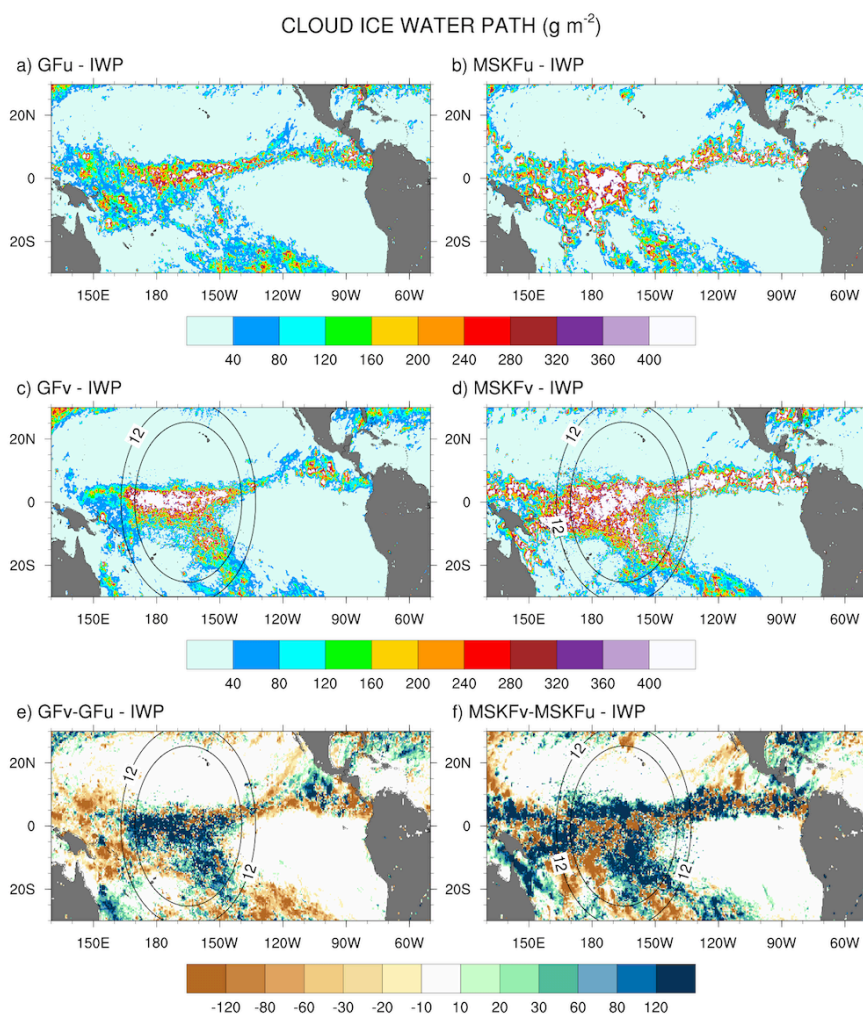 CLOUD ICE WATER PATH (g m-2)
a) GFu - IWP
b) MSKFu - IWP
20N
0
20S
150E 180 150W 120W 90W 60W
20N
0
20S
150E 180 150W 120W 90W 60W
40 80 120 160 200 240 280 320 360 400
c) GFv - IWP
d) MSKFv - IWP
20N
0
20S
12
12
150E 180 150W 120W 90W 60W
20N
0
20S
12
12
12
150E 180 150W 120W 90W 60W
40 80 120 160 200 240 280 320 360 400
e) GFv-GFu - IWP
f) MSKFv-MSKFu - IWP
20N
0
20S
12
12
150E 180 150W 120W 90W 60W
20N
0
20S
12
12
12
150E 180 150W 120W 90W 60W
-120 -80 -60 -30 -20 -10 10 20 30 60 80 120